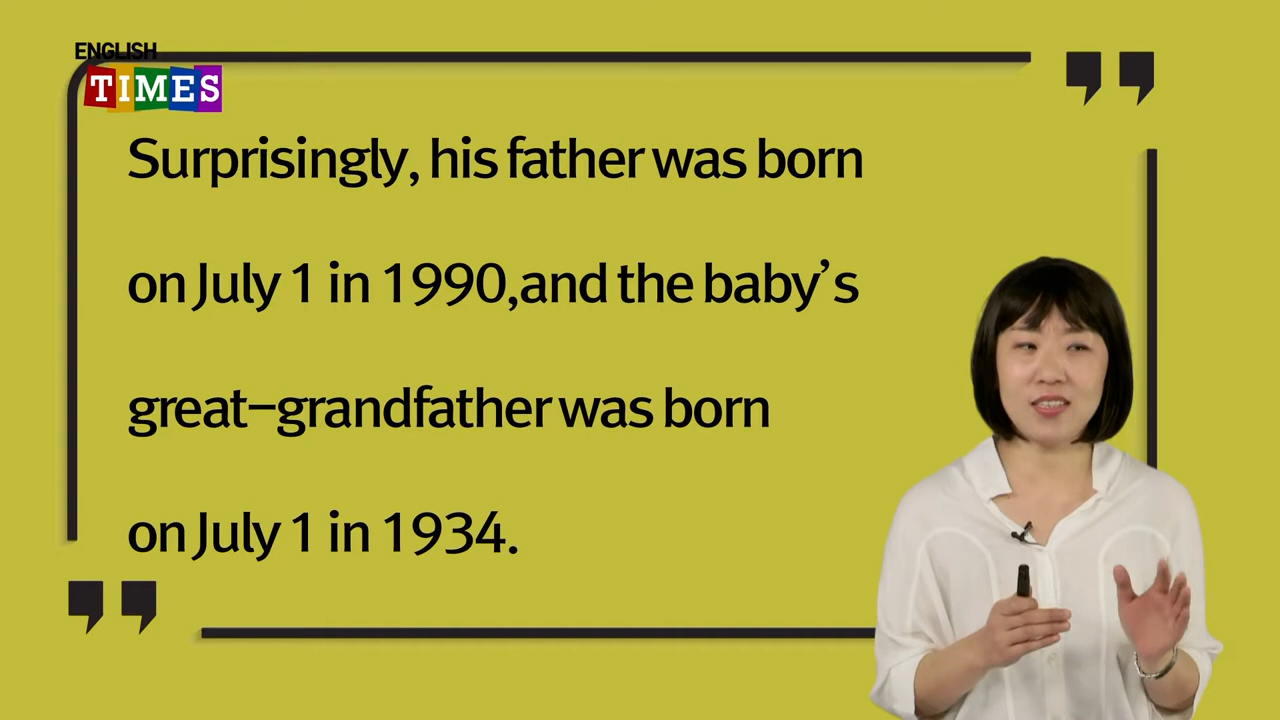 ENGLISH
TIMES
Surprisingly, his father was born
on July 1 in 1990,and the baby’s
great-grandfather was born
on July 1 in 1934.